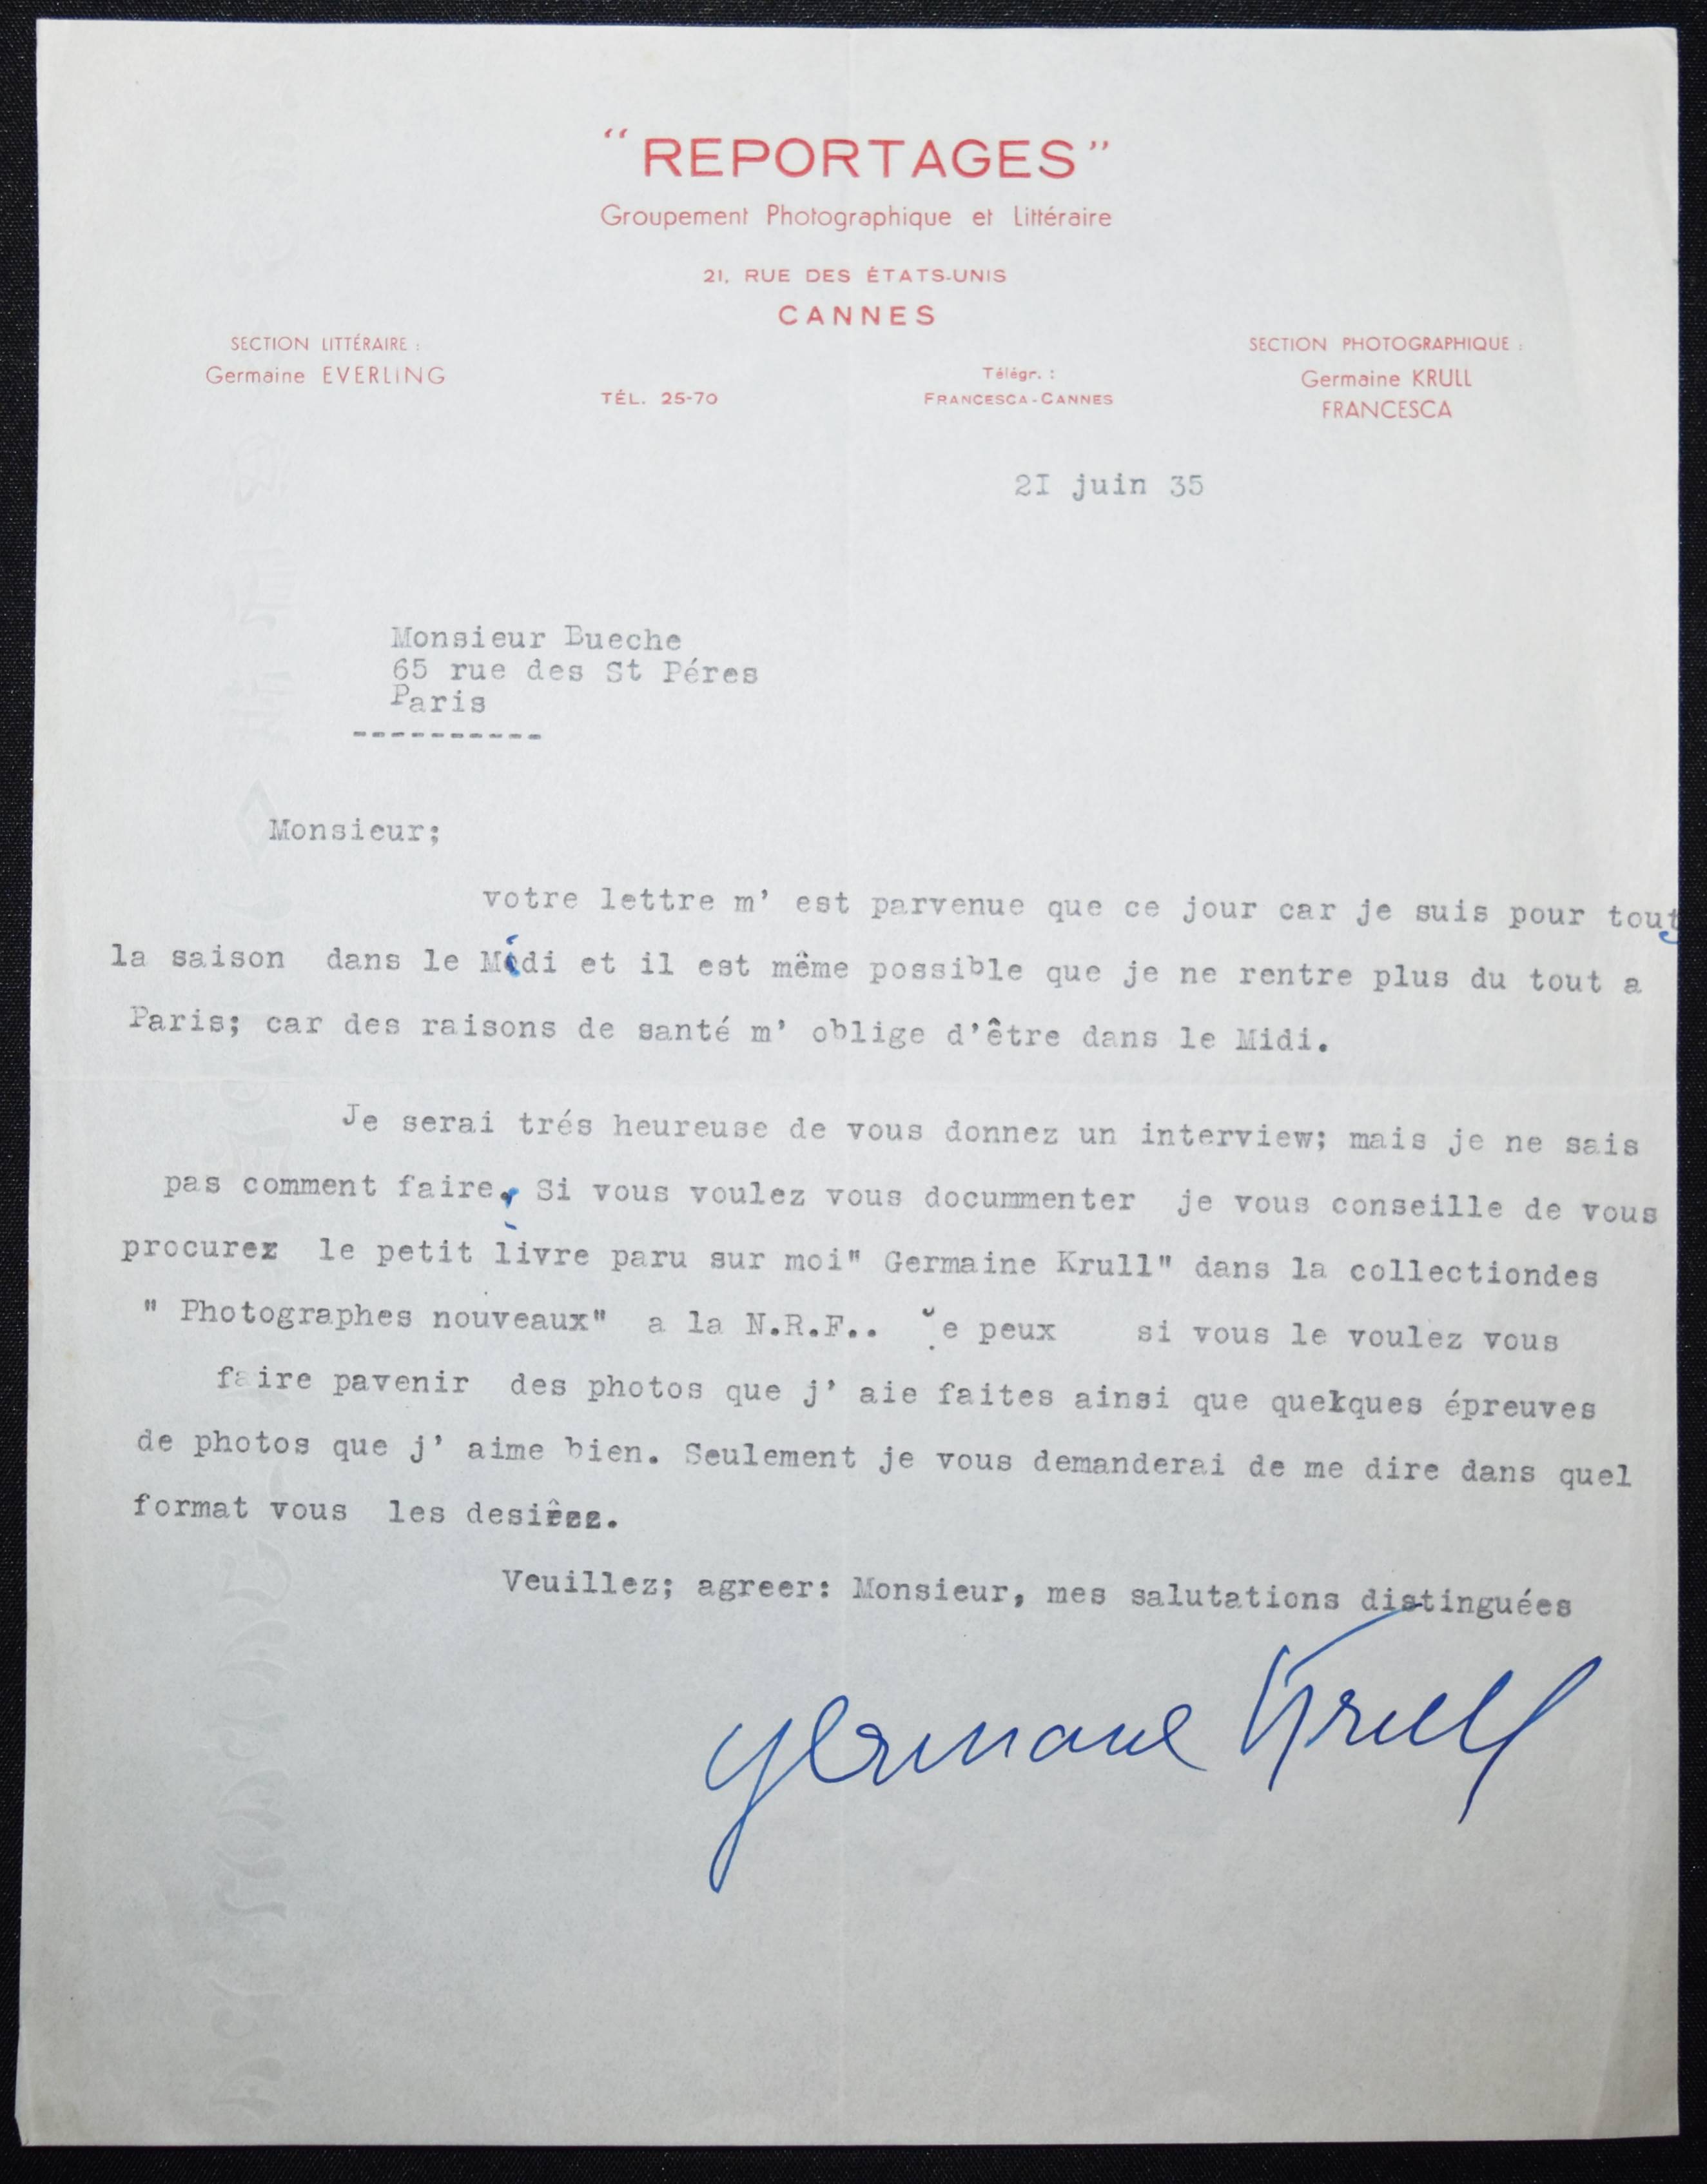 “REPORTAGES”
Groupement Photographique et Littéraire
21, RUE DES ÉTATS-UNIS
CANNES
SECTION LITTÉRAIRE :
Germaine EVERLING
TÉL. 25-70
Télégr. :
FRANCESCA-CANNES
SECTION PHOTOGRAPHIQUE :
Germaine KRULL
FRANCESCA
2I juin 35
Monsieur Bueche
65 rue des St Péres
Paris
----------
Monsieur;
votre lettre m' est parvenue que ce jour car je suis pour tout
la saison dans le Midi et il est même possible que je ne rentre plus du tout a
Paris; car des raisons de santé m' oblige d'être dans le Midi.
Je serai trés heureuse de vous donnez un interview; mais je ne sais
pas comment faire, Si vous voulez vous docummenter je vous conseille de vous
procurer le petit livre paru sur moi" Germaine Krull" dans la collectiondes
" Photographes nouveaux" a la N.R.F.. Je peux si vous le voulez vous
faire pavenir des photos que j' aie faites ainsi que quelques épreuves
de photos que j' aime bien. Seulement je vous demanderai de me dire dans quel
format vous les
Veuillez; agreer: Monsieur, mes salutations distinguées
Germaine Krull